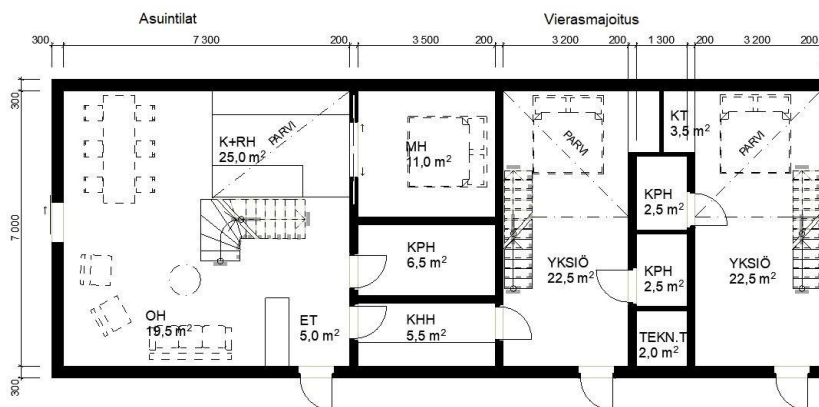 Asuintilat
Vierasmajoitus
300 7 300 200 3 500 200 3 200 200 1 300 200 3 200 200
300
7 000
300
K+RH
25,0 m²
PARVI
MH
11,0 m²
PARVI
KT
3,5 m²
PARVI
KPH
2,5 m²
KPH
6,5 m²
YKSIÖ
22,5 m²
KPH
2,5 m²
YKSIÖ
22,5 m²
OH
19,5 m²
ET
5,0 m²
KHH
5,5 m²
TEKN.T
2,0 m²